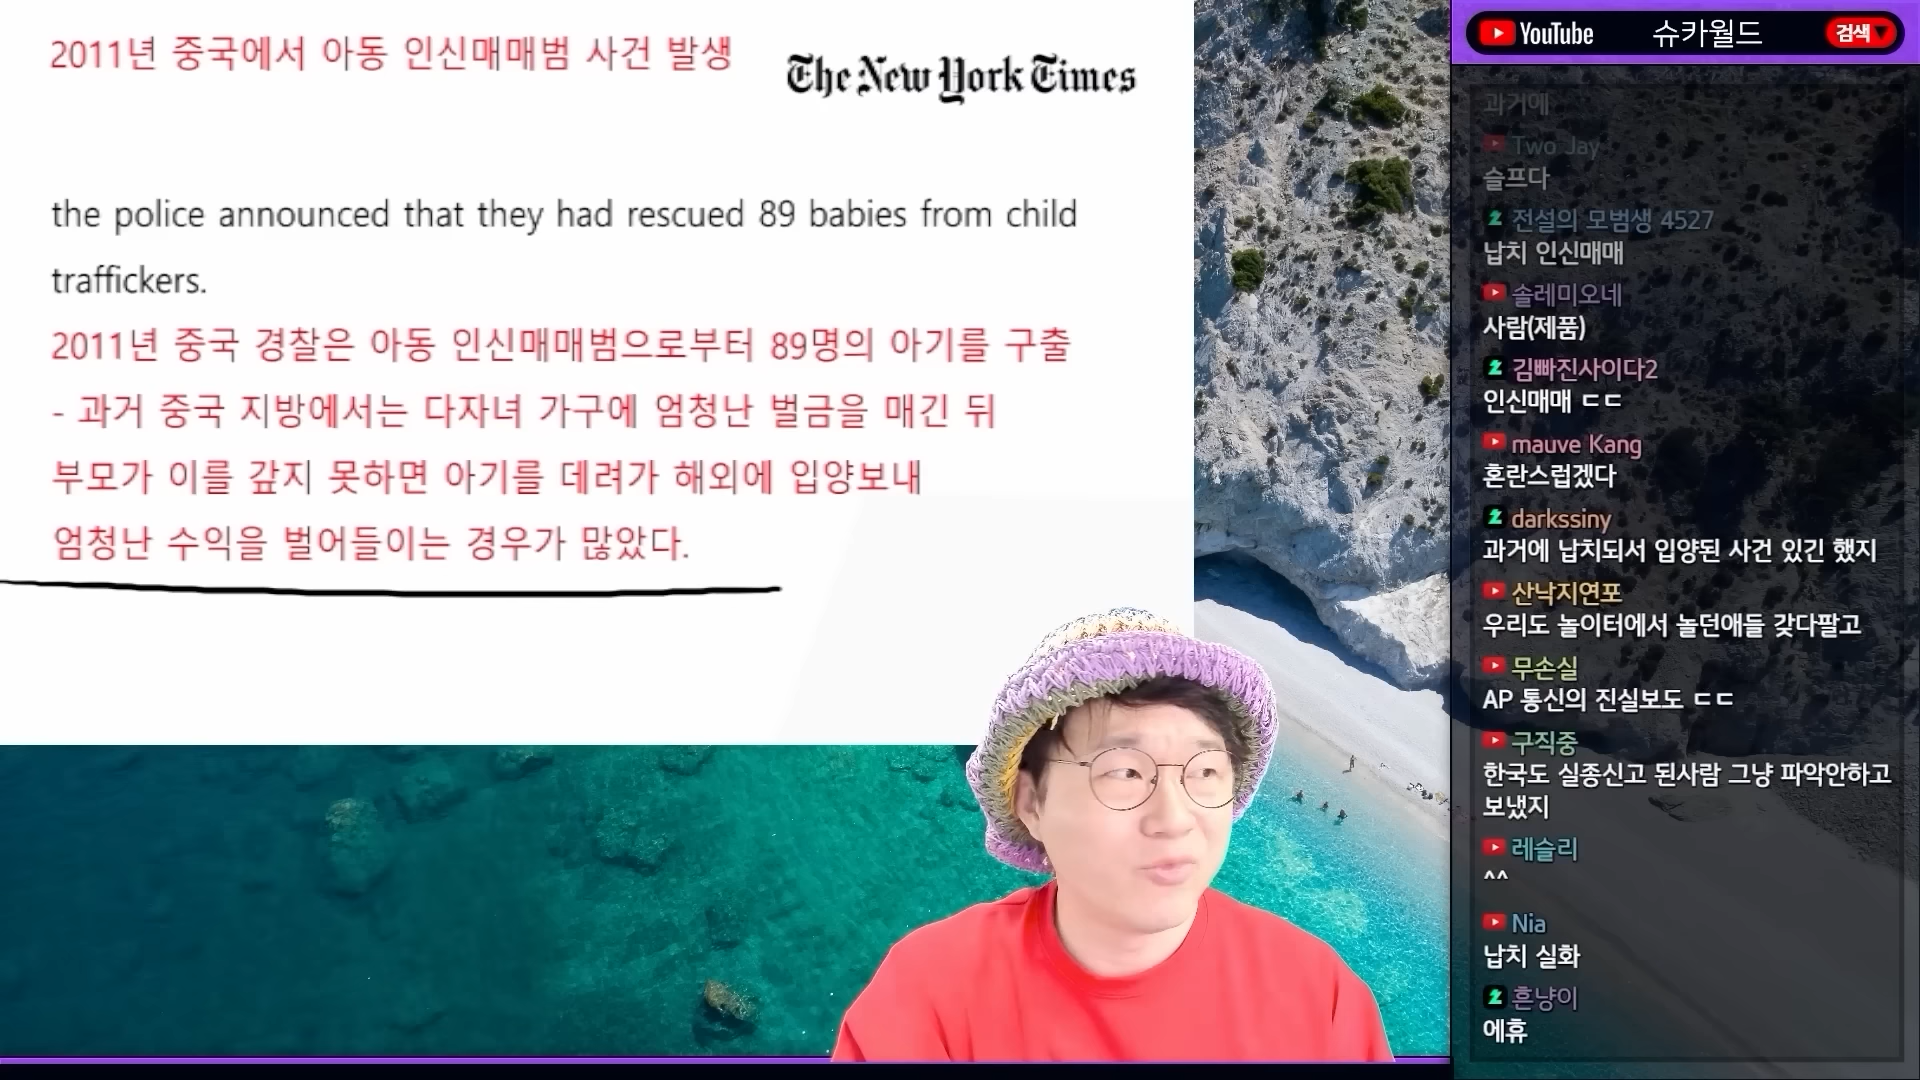 2011년 중국에서 아동 인신매매범 사건 발생
The New York Times
the police announced that they had rescued 89 babies from child
traffickers.
2011년 중국 경찰은 아동 인신매매범으로부터 89명의 아기를 구출
- 과거 중국 지방에서는 다자녀 가구에 엄청난 벌금을 매긴 뒤
부모가 이를 갚지 못하면 아기를 데려가 해외에 입양보내
엄청난 수익을 벌어들이는 경우가 많았다.
YouTube 슈카월드 검색
과거에
Two Jay
슬프다
전설의 모범생 4527
납치 인신매매
솔레미오네
사람(제품)
김빠진사이다2
인신매매 ㄷㄷ
mauve Kang
혼란스럽겠다
darkssiny
과거에 납치되서 입양된 사건 있긴 했지
산낙지연포
우리도 놀이터에서 놀던애들 갖다팔고
무손실
AP 통신의 진실보도 ㄷㄷ
구직중
한국도 실종신고 된사람 그냥 파악안하고
보냈지
레슬리
^^
Nia
납치 실화
흔냥이
에휴